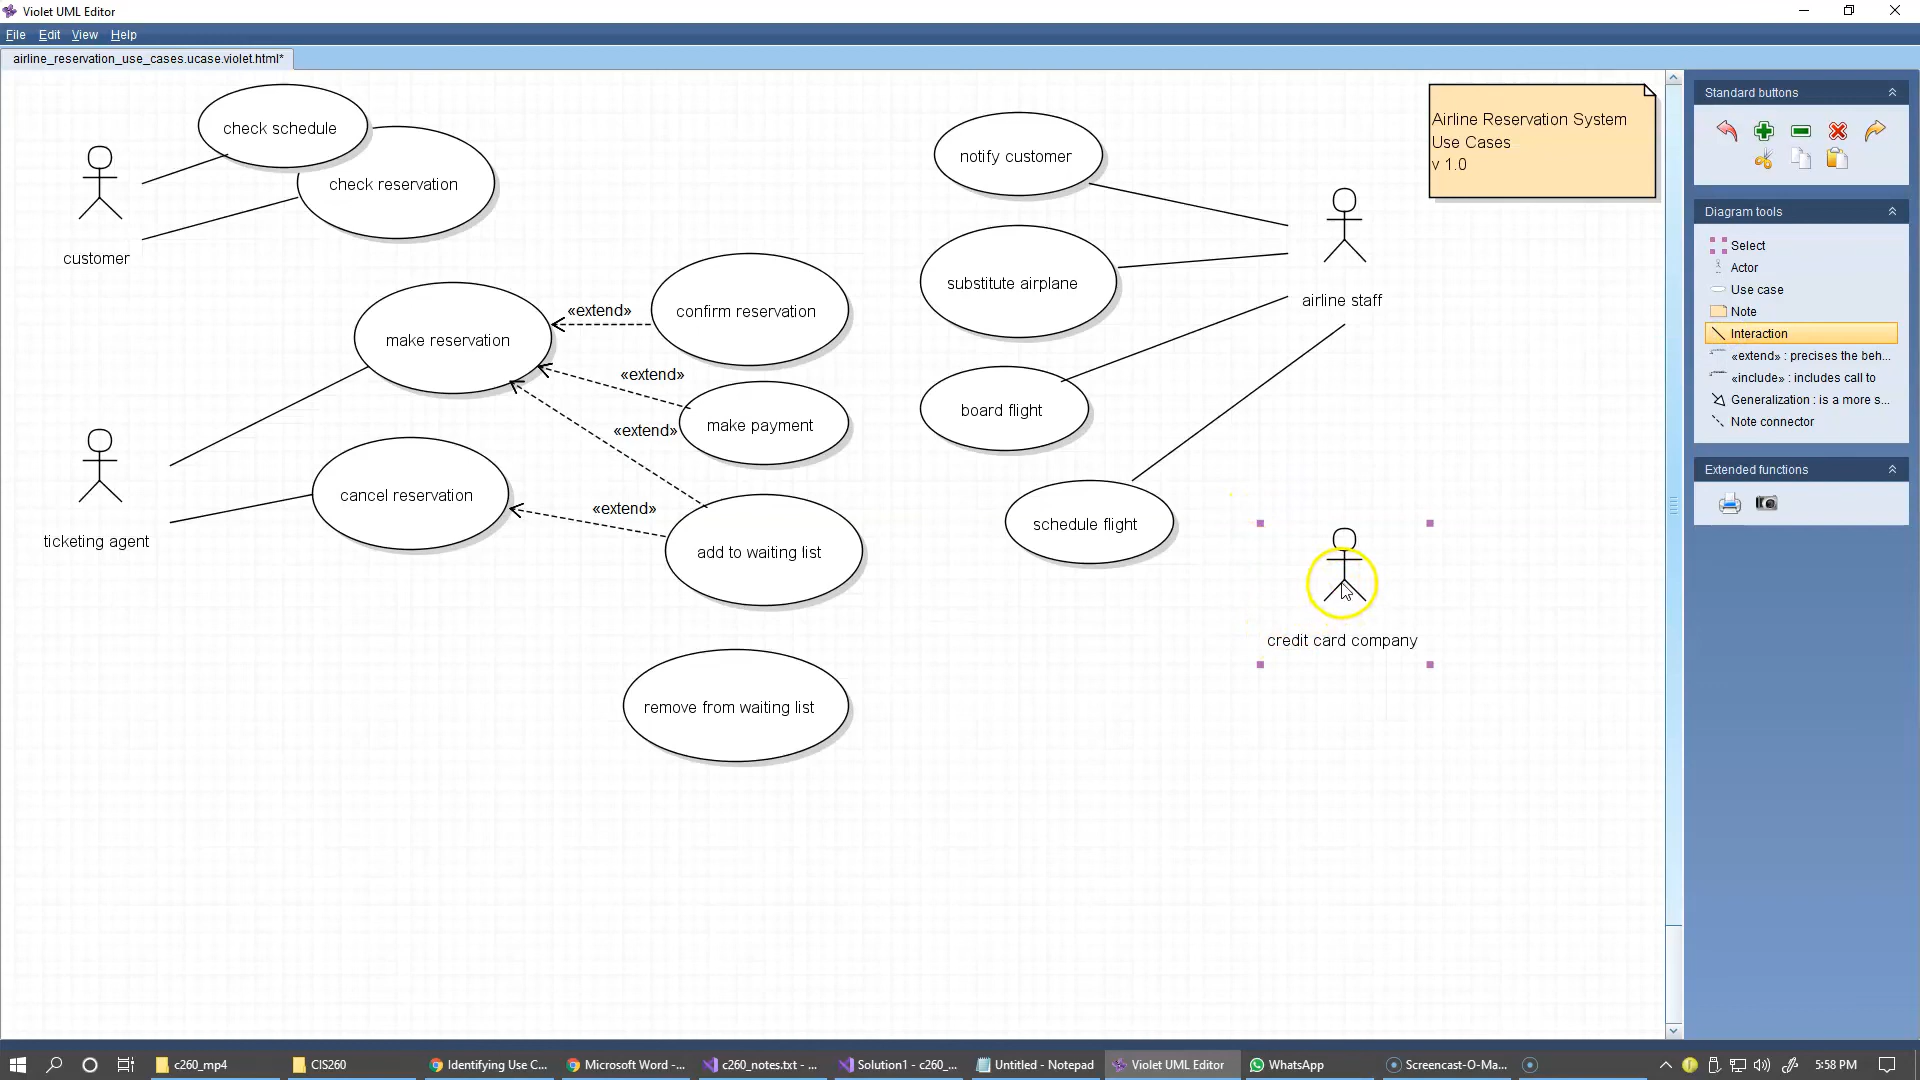 Violet UML Editor
File Edit View Help
airline_reservation_use_cases.ucase.violet.html*
check schedule
check reservation
customer
make reservation
«extend»
confirm reservation
«extend»
make payment
«extend»
cancel reservation
«extend»
add to waiting list
ticketing agent
remove from waiting list
notify customer
substitute airplane
airline staff
board flight
schedule flight
credit card company
Airline Reservation System
Use Cases
v 1.0
Standard buttons
Diagram tools
Select
Actor
Use case
Note
Interaction
«extend» : precises the beh...
«include» : includes call to
Generalization : is a more s...
Note connector
Extended functions
c260_mp4
CIS260
Identifying Use C...
Microsoft Word -...
c260_notes.txt - ...
Solution1 - c260_...
Untitled - Notepad
Violet UML Editor
WhatsApp
Screencast-O-Ma...
5:58 PM